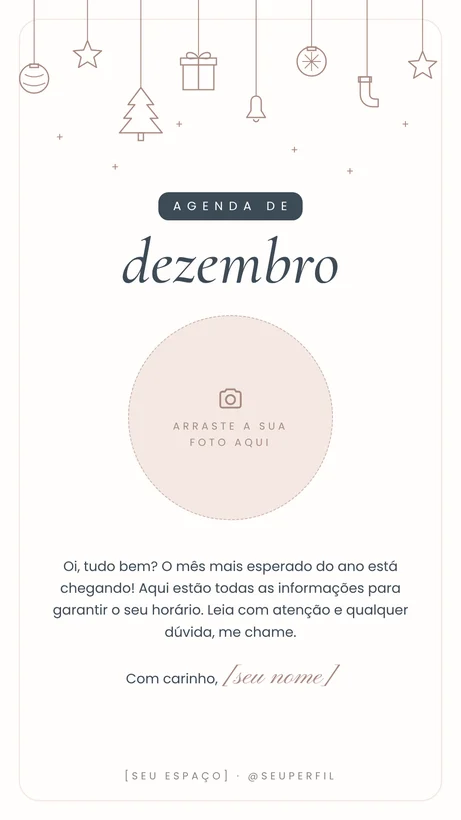 AGENDA DE
dezembro
ARRASTE A SUA
FOTO AQUI
Oi, tudo bem? O mês mais esperado do ano está
chegando! Aqui estão todas as informações para
garantir o seu horário. Leia com atenção e qualquer
dúvida, me chame.
Com carinho, [seu nome]
[SEU ESPAÇO] · @SEUPERFIL